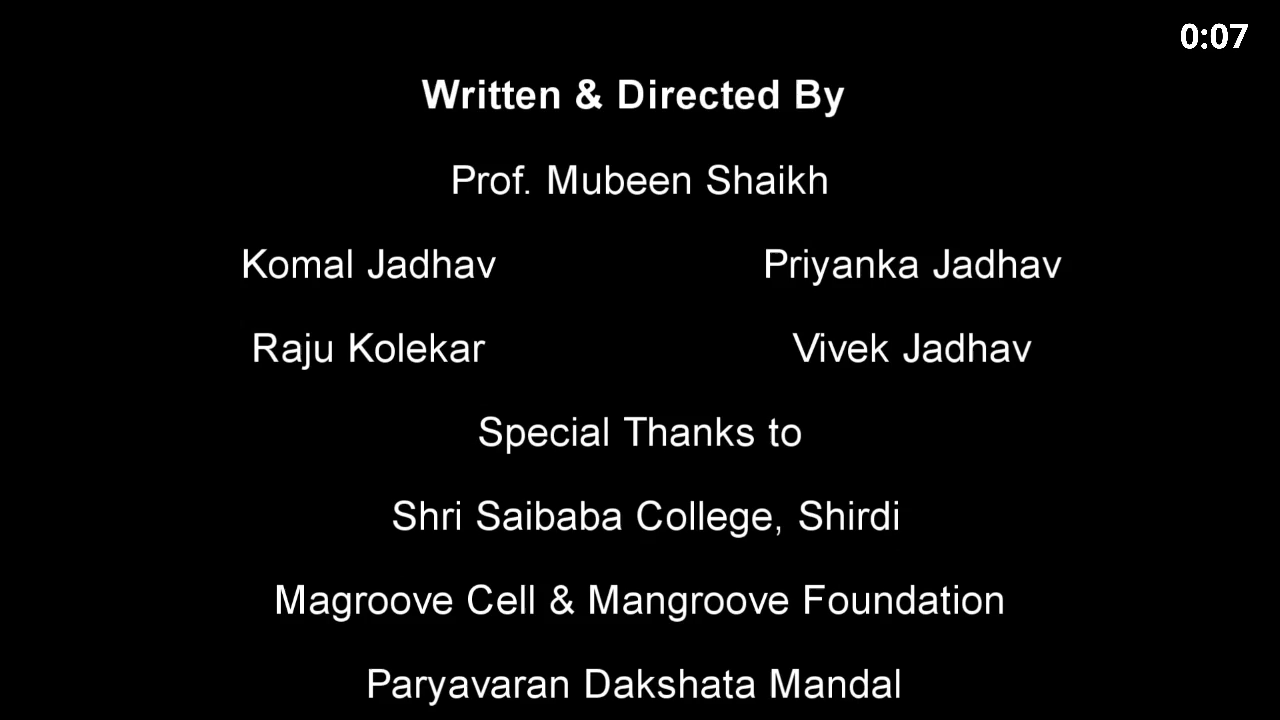 0:07
Written & Directed By
Prof. Mubeen Shaikh
Komal Jadhav Priyanka Jadhav
Raju Kolekar Vivek Jadhav
Special Thanks to
Shri Saibaba College, Shirdi
Magroove Cell & Mangroove Foundation
Paryavaran Dakshata Mandal